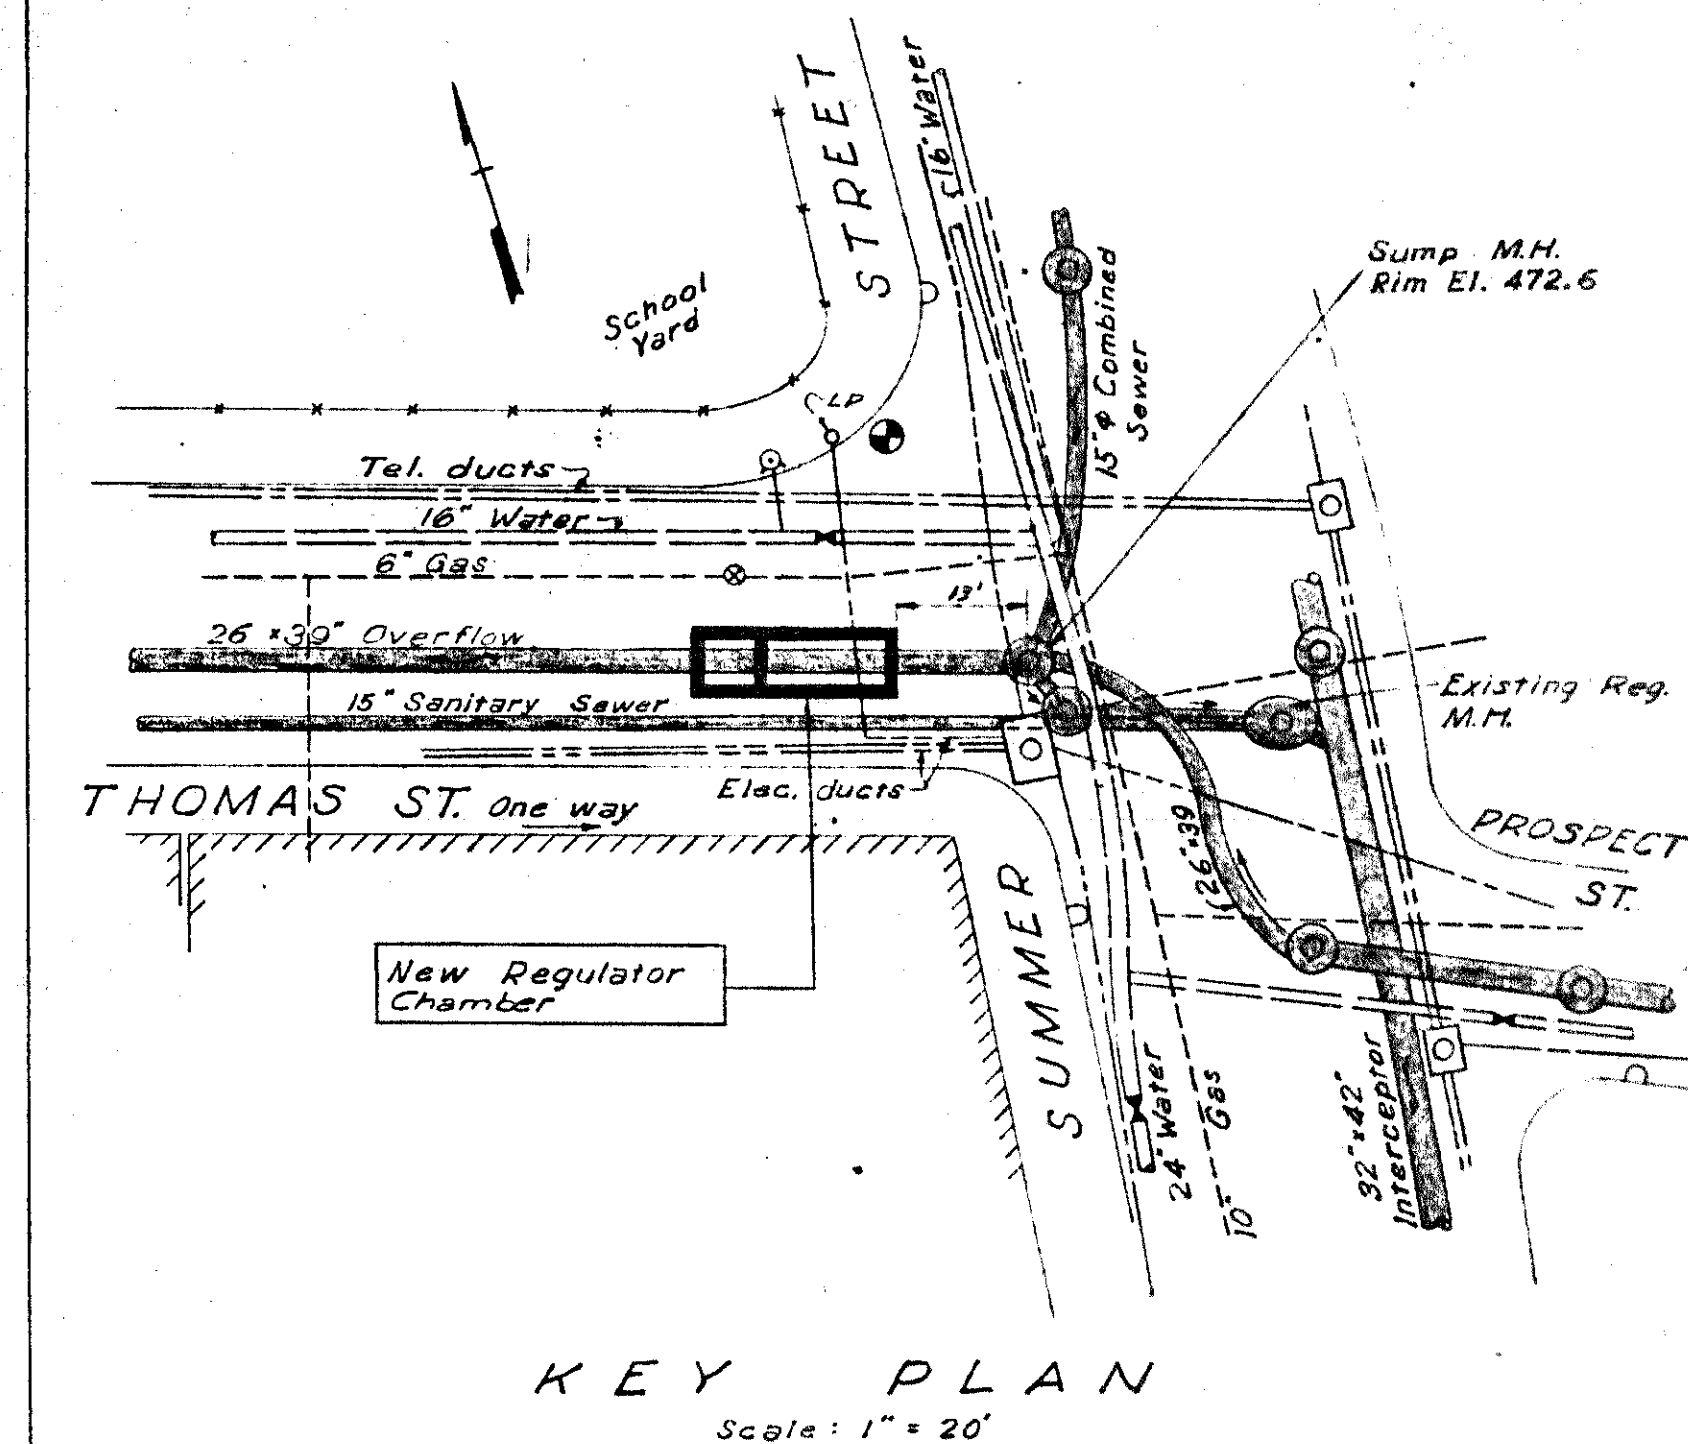 STREET
16" Water
Sump M.H.
Rim El. 472.6
School
Yard
15" φ Combined
Sewer
LP
Tel. ducts
16" Water
6" Gas
13'
26 "x39" Overflow
15" Sanitary Sewer
Existing Reg.
M.H.
Elec. ducts
THOMAS ST. One way
26"x39
PROSPECT
ST.
SUMMER
New Regulator
Chamber
24" Water
10" Gas
32"x42"
Interceptor
KEY PLAN
Scale: 1" = 20'